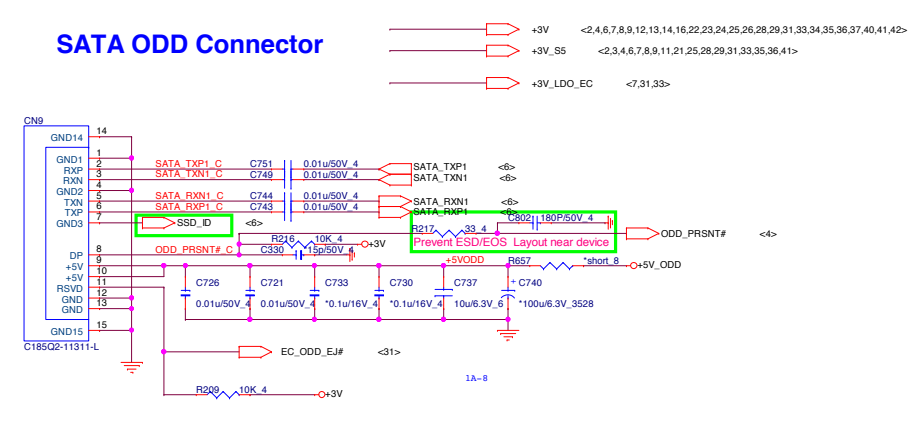 SATA ODD Connector
+3V <2,4,6,7,8,9,12,13,14,16,22,23,24,25,26,28,29,31,33,34,35,36,37,40,41,42>
+3V_S5 <2,3,4,6,7,8,9,11,21,25,28,29,31,33,35,36,41>
+3V_LDO_EC <7,31,33>
CN9
GND14 14
GND1 1
RXP 2 SATA_TXP1_C C751 0.01u/50V_4 SATA_TXP1 <6>
RXN 3 SATA_TXN1_C C749 0.01u/50V_4 SATA_TXN1 <6>
GND2 4
TXN 5 SATA_RXN1_C C744 0.01u/50V_4 SATA_RXN1 <6>
TXP 6 SATA_RXP1_C C743 0.01u/50V_4 SATA_RXP1 <6>
GND3 7 SSD_ID <6>
C802 180P/50V_4
R217 33_4 ODD_PRSNT# <4>
Prevent ESD/EOS Layout near device
R216 10K_4 +3V
DP 8 ODD_PRSNT#_C C330 15p/50V_4
+5V 9 +5VODD R657 *short_8 +5V_ODD
+5V 10
RSVD 11
GND 12
GND 13
C726 C721 C733 C730 C737 + C740
0.01u/50V_4 0.01u/50V_4 *0.1u/16V_4 *0.1u/16V_4 10u/6.3V_6 *100u/6.3V_3528
GND15 15
C185Q2-11311-L
EC_ODD_EJ# <31>
1A-8
R209 10K_4 +3V